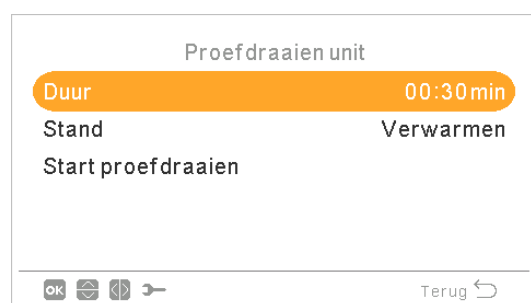 Proefdraaien unit
Duur 00:30min
Stand Verwarmen
Start proefdraaien
OK Terug